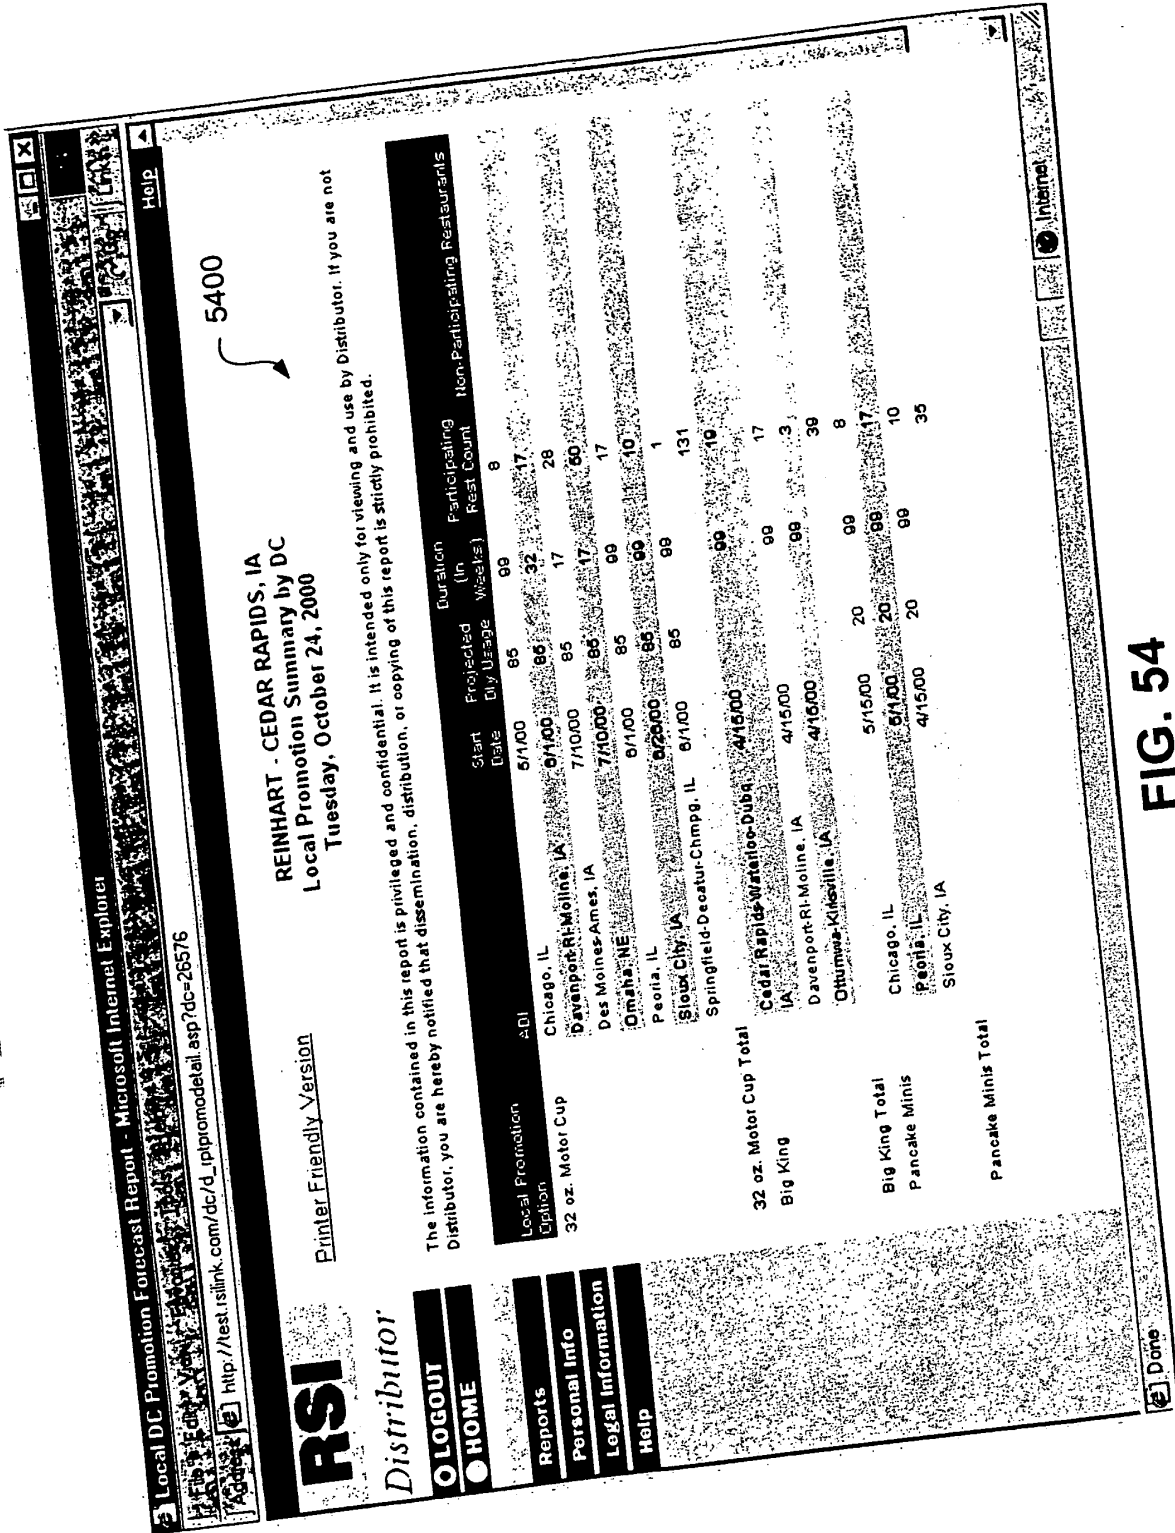 Local DC Promotion Forecast Report - Microsoft Internet Explorer
File Edit View Favorites Tools Help
Address http://test.rsilink.com/dc/d_rptpromodetail.asp?dc=26576 Links
Help
RSI
Distributor
LOGOUT
HOME
Reports
Personal Info
Legal Information
Help
Printer Friendly Version
REINHART - CEDAR RAPIDS, IA
Local Promotion Summary by DC
Tuesday, October 24, 2000
5400
The information contained in this report is privileged and confidential. It is intended only for viewing and use by Distributor. If you are not
Distributor, you are hereby notified that dissemination, distribution, or copying of this report is strictly prohibited.
Local Promotion Option ADI Start Date Projected Dly Usage Duration (In Weeks) Participating Rest Count Non-Participating Restaurants
32 oz. Motor Cup Chicago, IL 5/1/00 85 99 8
Davenport-RI-Moline, IA 6/1/00 85 32 17
Des Moines-Ames, IA 7/10/00 85 17 28
Omaha, NE 7/10/00 85 17 50
Peoria, IL 6/1/00 85 99 17
Sioux City, IA 6/26/00 85 99 10
Springfield-Decatur-Chmpg, IL 6/1/00 85 99 1
32 oz. Motor Cup Total 131
Big King Cedar Rapids-Waterloo-Dubq, IA 4/15/00 99 19
Davenport-RI-Moline, IA 4/15/00 99 17
Ottumwa-Kirksville, IA 4/15/00 99 3
Big King Total 39
Pancake Minis Chicago, IL 5/15/00 20 99 8
Peoria, IL 5/1/00 20 99 17
Sioux City, IA 4/15/00 20 99 10
Pancake Minis Total 35
Done Internet
FIG. 54